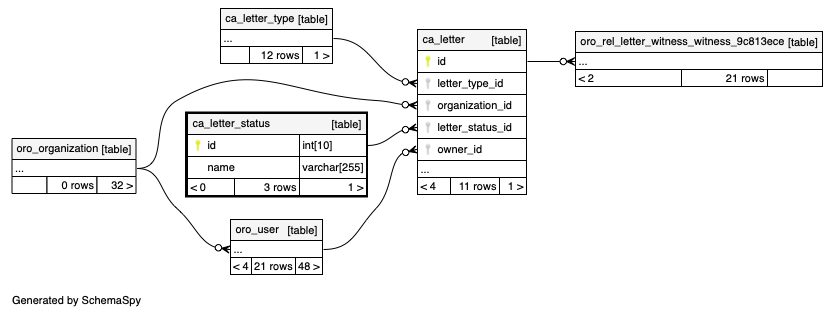 ca_letter_type [table]
...
12 rows 1 >
ca_letter [table]
id
letter_type_id
organization_id
letter_status_id
owner_id
...
< 4 11 rows 1 >
oro_rel_letter_witness_witness_9c813ece [table]
...
< 2 21 rows
ca_letter_status [table]
id int[10]
name varchar[255]
< 0 3 rows 1 >
oro_organization [table]
...
0 rows 32 >
oro_user [table]
...
< 4 21 rows 48 >
Generated by SchemaSpy